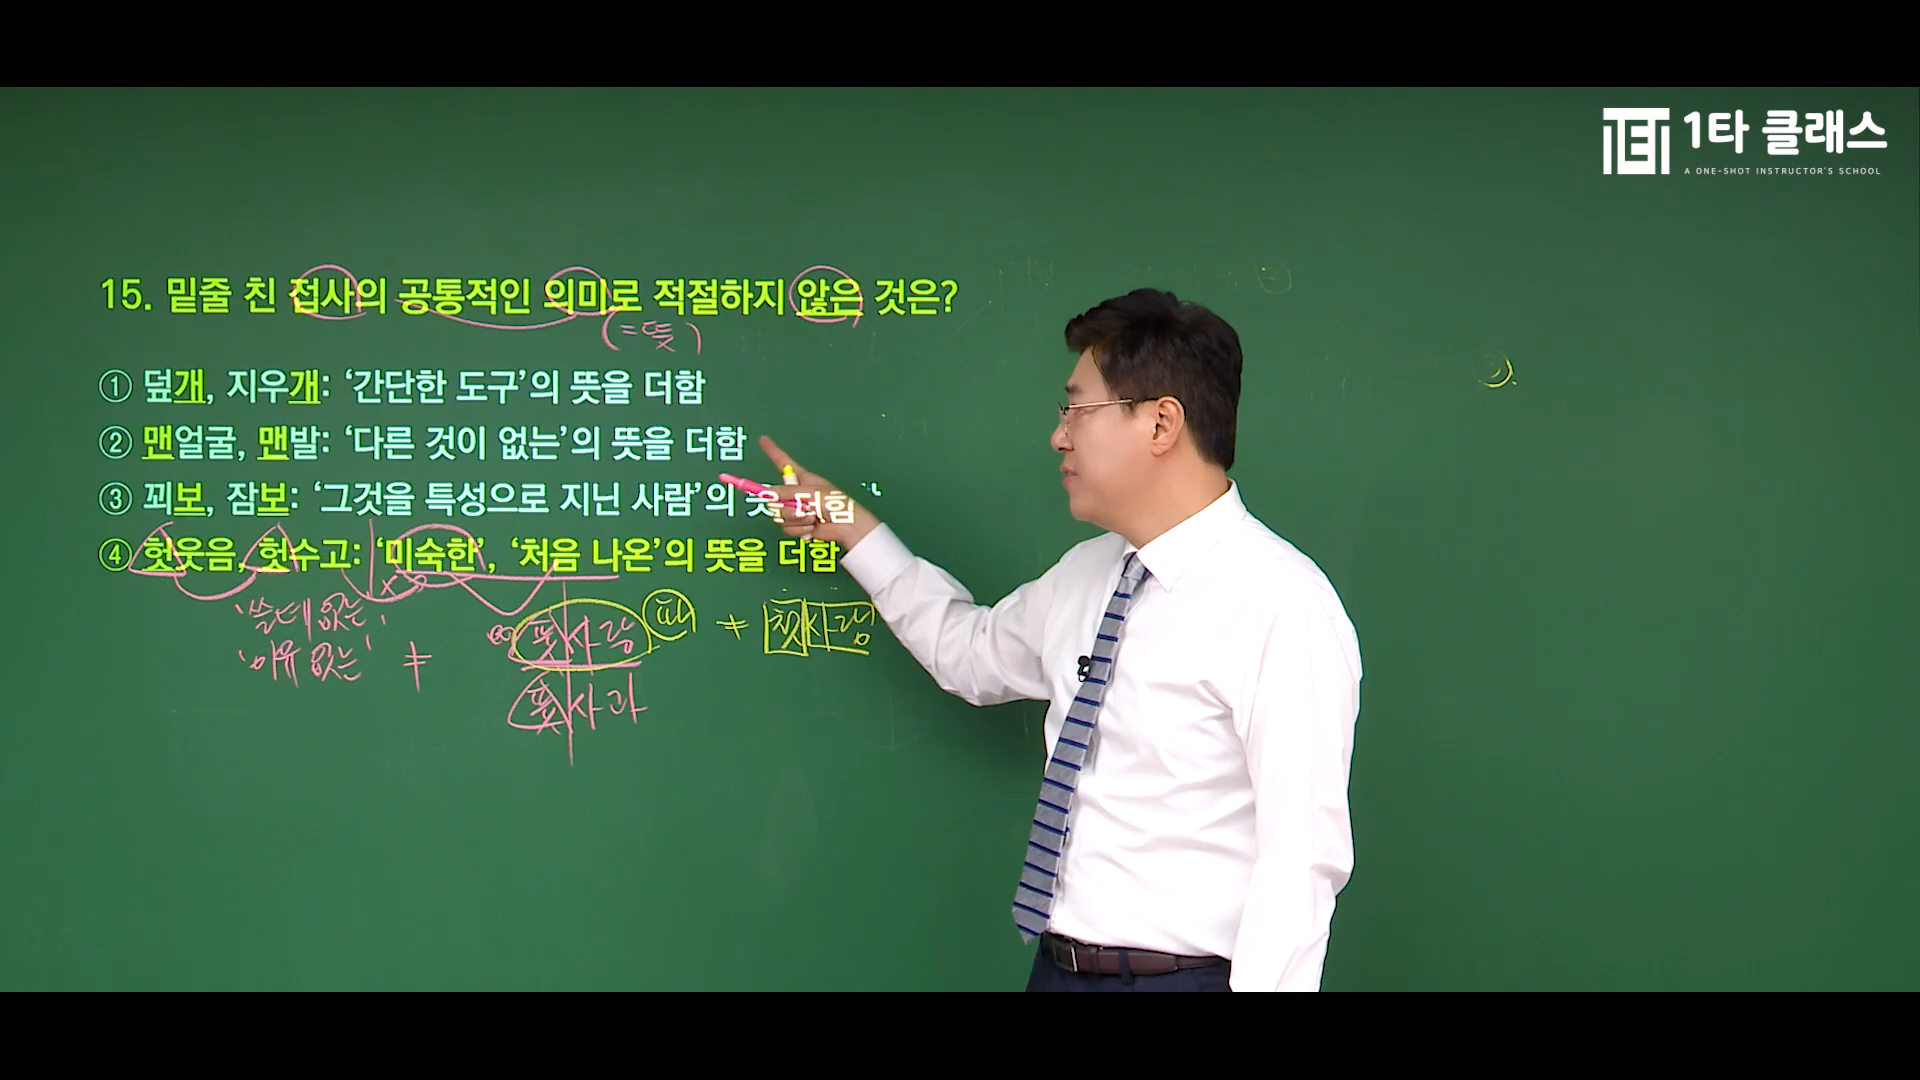 1타 클래스
A ONE-SHOT INSTRUCTOR'S SCHOOL
15. 밑줄 친 접사의 공통적인 의미로 적절하지 않은 것은?
(=뜻)
① 덮개, 지우개: ‘간단한 도구’의 뜻을 더함
② 맨얼굴, 맨발: ‘다른 것이 없는’의 뜻을 더함
③ 꾀보, 잠보: ‘그것을 특성으로 지닌 사람’의 뜻을 더함
④ 헛웃음, 헛수고: ‘미숙한’, ‘처음 나온’의 뜻을 더함
‘쓸데 없는’,
풋사랑 ㉺ ≠ 첫사랑
‘이유 없는’ ≠
풋사과